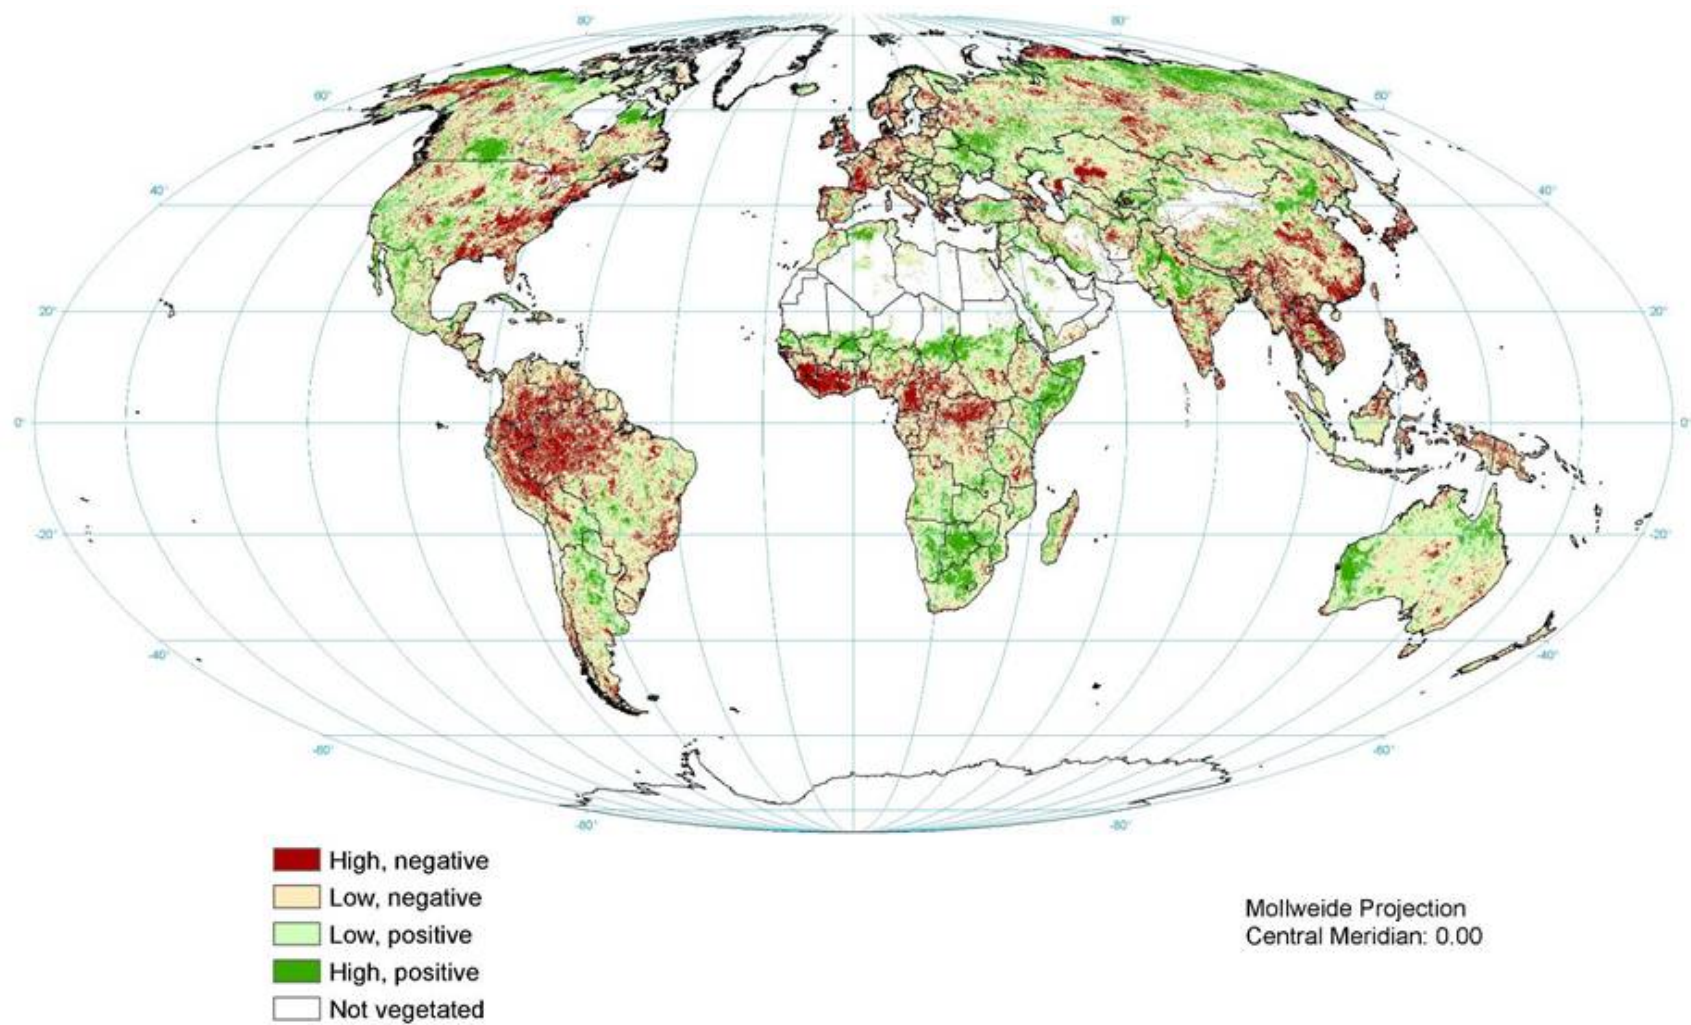 80° 80°
60° 60°
40° 40°
20° 20°
0° 0°
-20° -20°
-40° -40°
-60° -60°
-80° -80°
High, negative
Low, negative
Low, positive
High, positive
Not vegetated
Mollweide Projection
Central Meridian: 0.00